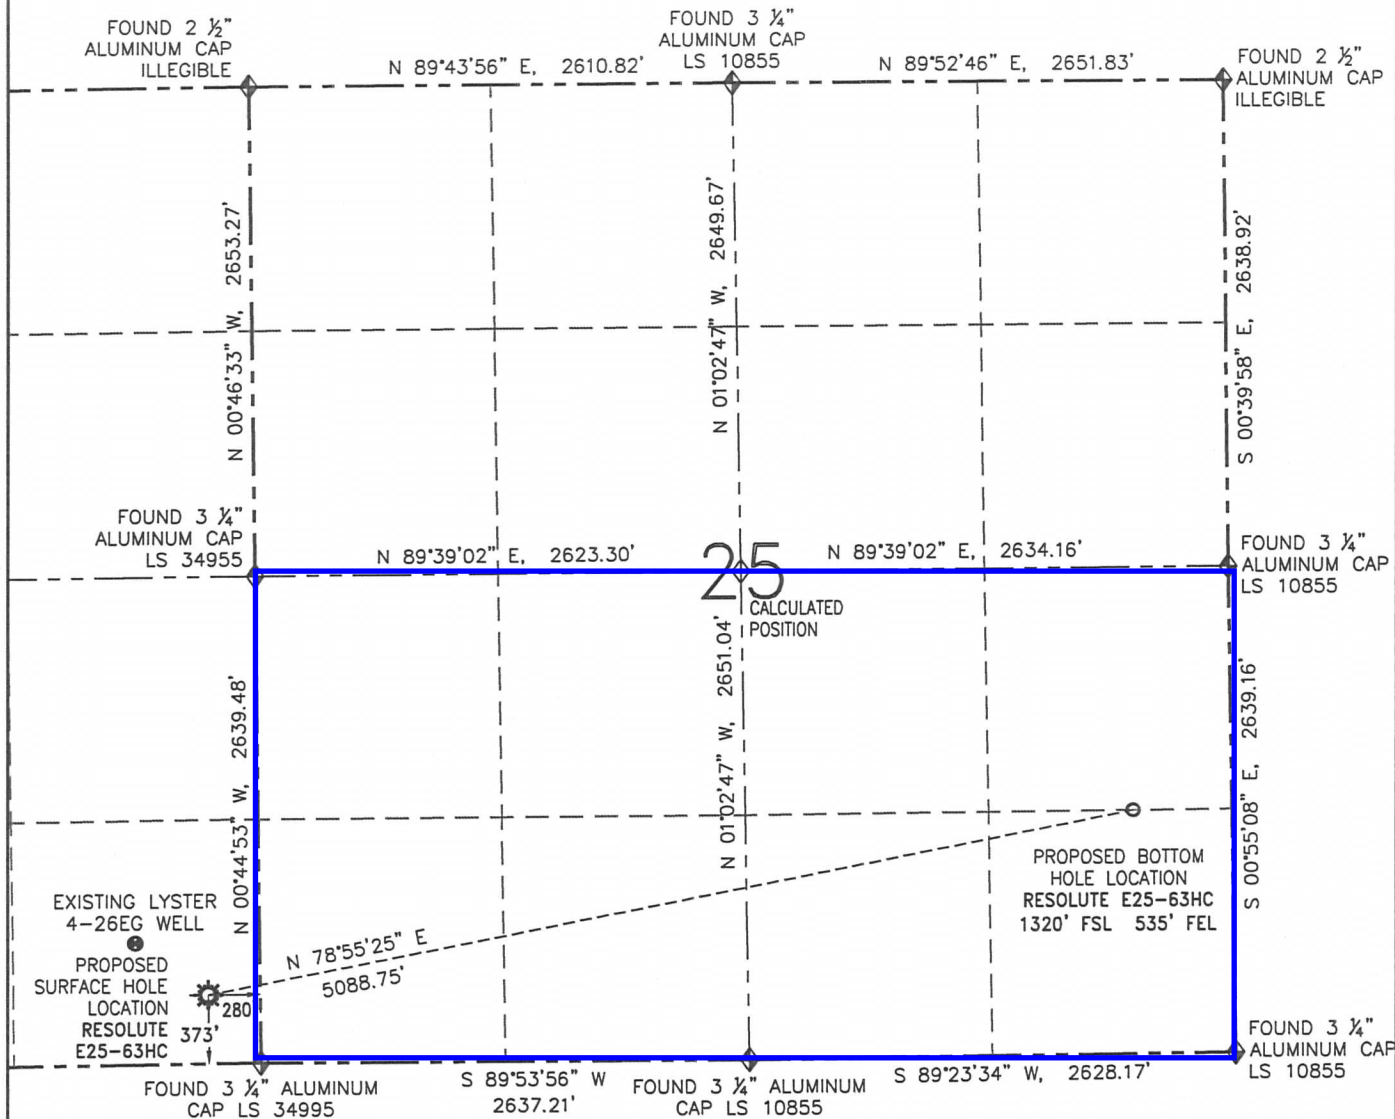 FOUND 2 ½"
ALUMINUM CAP
ILLEGIBLE
N 89°43'56" E, 2610.82'
FOUND 3 ¼"
ALUMINUM CAP
LS 10855
N 89°52'46" E, 2651.83'
FOUND 2 ½"
ALUMINUM CAP
ILLEGIBLE
N 00°46'33" W, 2653.27'
N 01°02'47" W, 2649.67'
S 00°39'58" E, 2638.92'
FOUND 3 ¼"
ALUMINUM CAP
LS 34955
N 89°39'02" E, 2623.30'
25
N 89°39'02" E, 2634.16'
FOUND 3 ¼"
ALUMINUM CAP
LS 10855
CALCULATED
POSITION
N 00°44'53" W, 2639.48'
N 01°02'47" W, 2651.04'
S 00°55'08" E, 2639.16'
EXISTING LYSTER
4-26EG WELL
PROPOSED
SURFACE HOLE
LOCATION
RESOLUTE
E25-63HC
280
373'
N 78°55'25" E
5088.75'
PROPOSED BOTTOM
HOLE LOCATION
RESOLUTE E25-63HC
1320' FSL 535' FEL
FOUND 3 ¼" ALUMINUM
CAP LS 34995
S 89°53'56" W
2637.21'
FOUND 3 ¼" ALUMINUM
CAP LS 10855
S 89°23'34" W, 2628.17'
FOUND 3 ¼"
ALUMINUM CAP
LS 10855